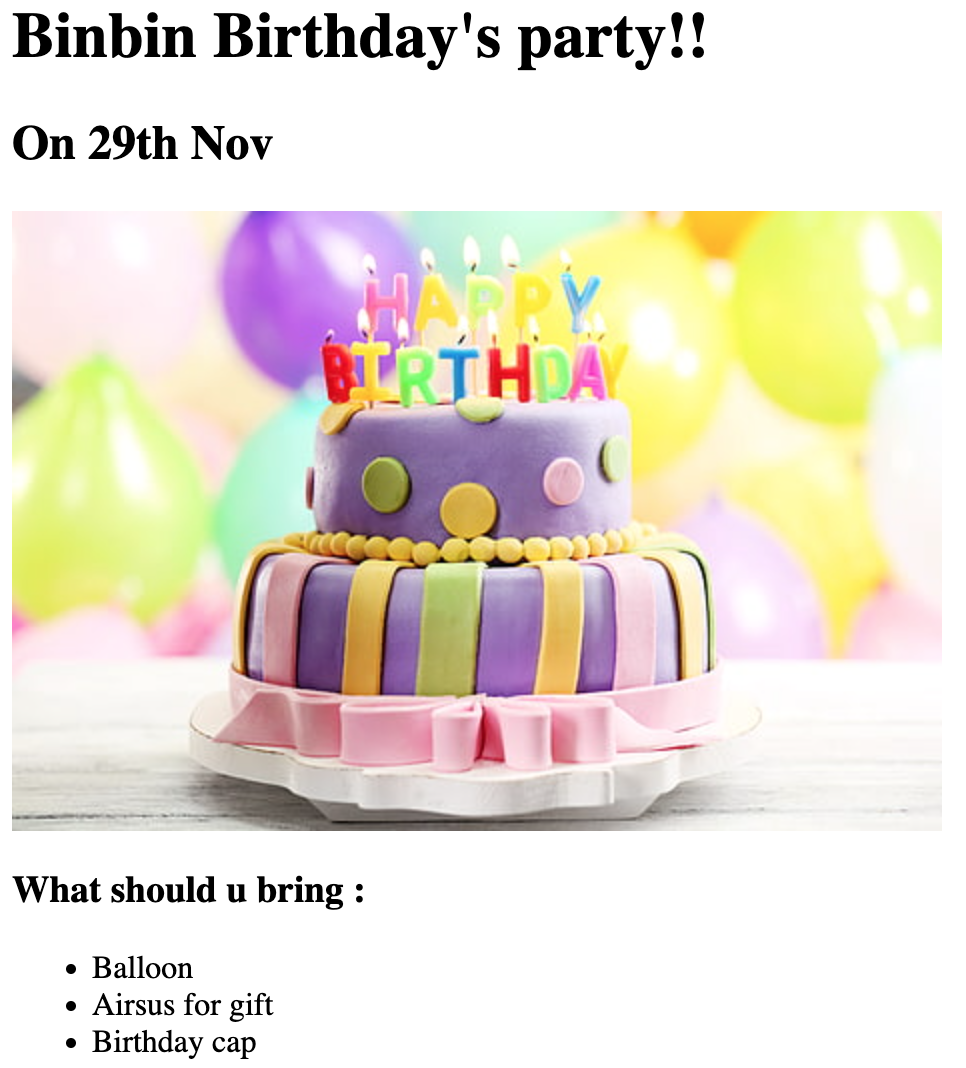 Binbin Birthday's party!!
On 29th Nov
HAPPY
BIRTHDAY
What should u bring :
Balloon
Airsus for gift
Birthday cap